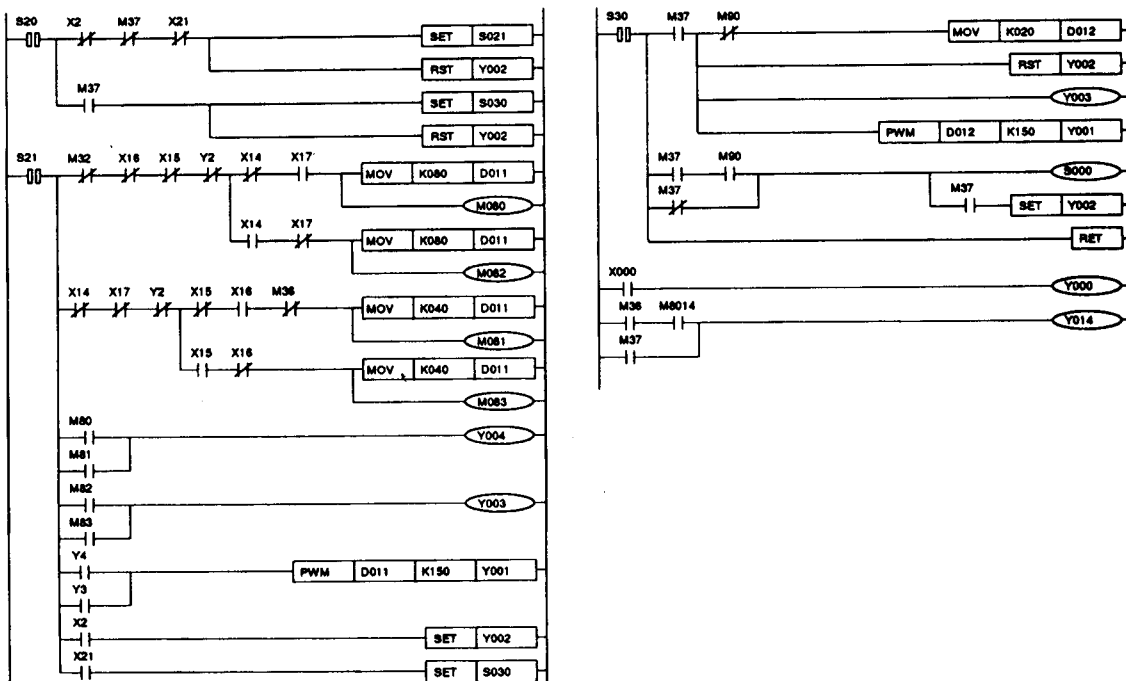 S20 X2 M37 X21
SET S021
RST Y002
M37
SET S030
RST Y002
S21 M32 X16 X15 Y2 X14 X17
MOV K080 D011
M080
X14 X17
MOV K080 D011
M082
X14 X17 Y2 X15 X16 M36
MOV K040 D011
M081
X15 X16
MOV K040 D011
M083
M80
Y004
M81
M82
Y003
M83
Y4
PWM D011 K150 Y001
Y3
X2
SET Y002
X21
SET S030
S30 M37 M90
MOV K020 D012
RST Y002
Y003
PWM D012 K150 Y001
M37 M90
S000
M37
M37
SET Y002
RET
X000
Y000
M36 M8014
Y014
M37